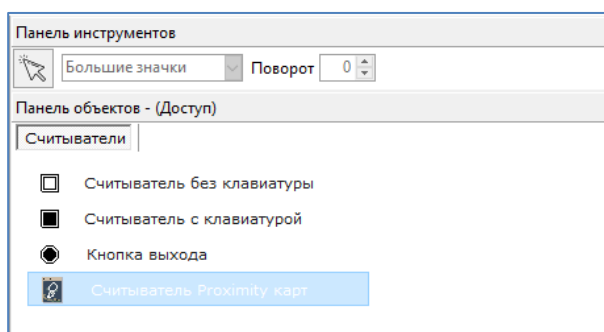 Панель инструментов
Большие значки Поворот 0
Панель объектов - (Доступ)
Считыватели
Считыватель без клавиатуры
Считыватель с клавиатурой
Кнопка выхода
Считыватель Proximity карт